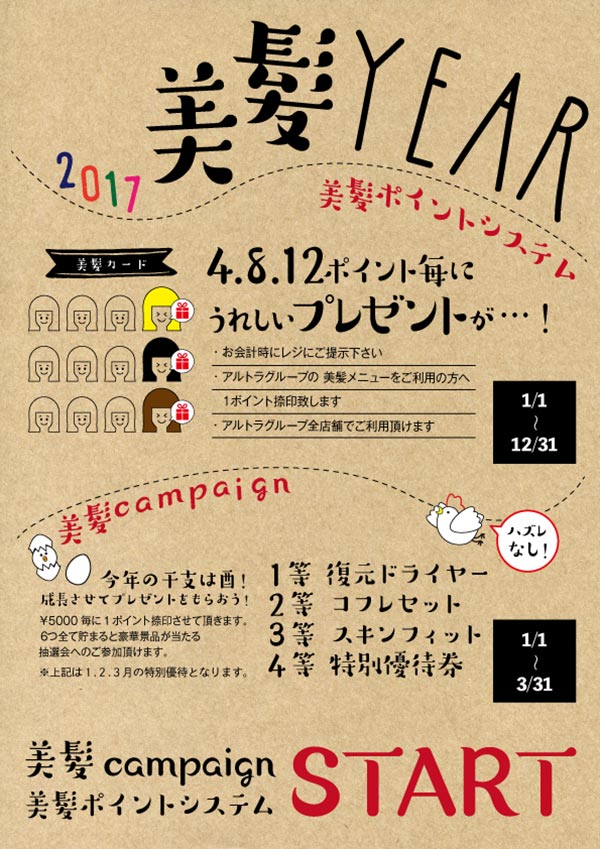 美髪YEAR
2017
美髪ポイントシステム
美髪カード
4.8.12ポイント毎に
うれしいプレゼントが…！
・お会計時にレジにご提示下さい
・アルトラグループの 美髪メニューをご利用の方へ
1ポイント捺印致します
・アルトラグループ全店舗でご利用頂けます
1/1
〜
12/31
美髪campaign
ハズレ
なし！
今年の干支は酉！
成長させてプレゼントをもらおう！
￥5000 毎に1ポイント捺印させて頂きます。
6つ全て貯まると豪華景品が当たる
抽選会へのご参加頂けます。
※上記は1.2.3月の特別優待となります。
1等 復元ドライヤー
2等 コフレセット
3等 スキンフィット
4等 特別優待券
1/1
〜
3/31
美髪 campaign
美髪ポイントシステム
START